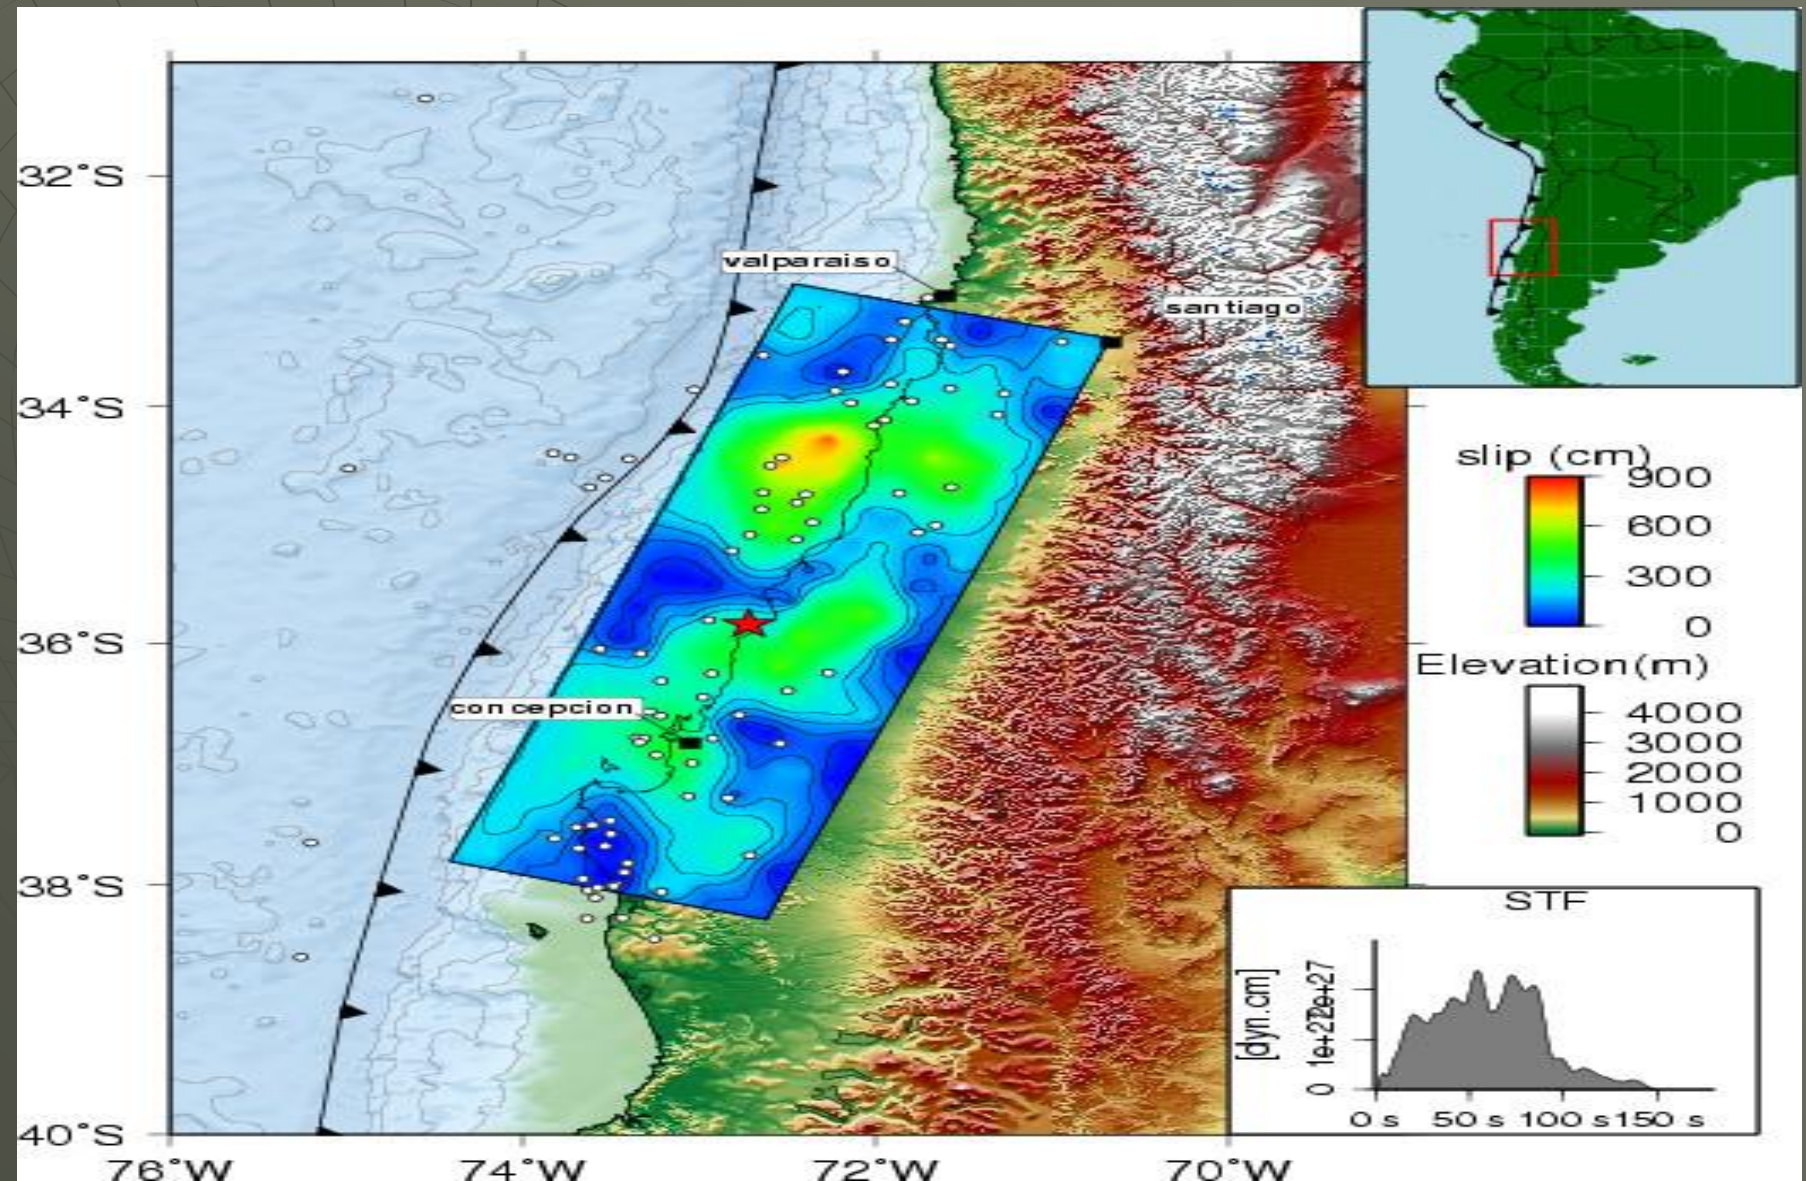 valparaiso
santiago
concepcion
32°S
34°S
36°S
38°S
40°S
76°W
74°W
72°W
70°W
slip (cm)
900
600
300
0
Elevation(m)
4000
3000
2000
1000
0
STF
[dyn.cm]
0
0 s
50 s
100 s
150 s